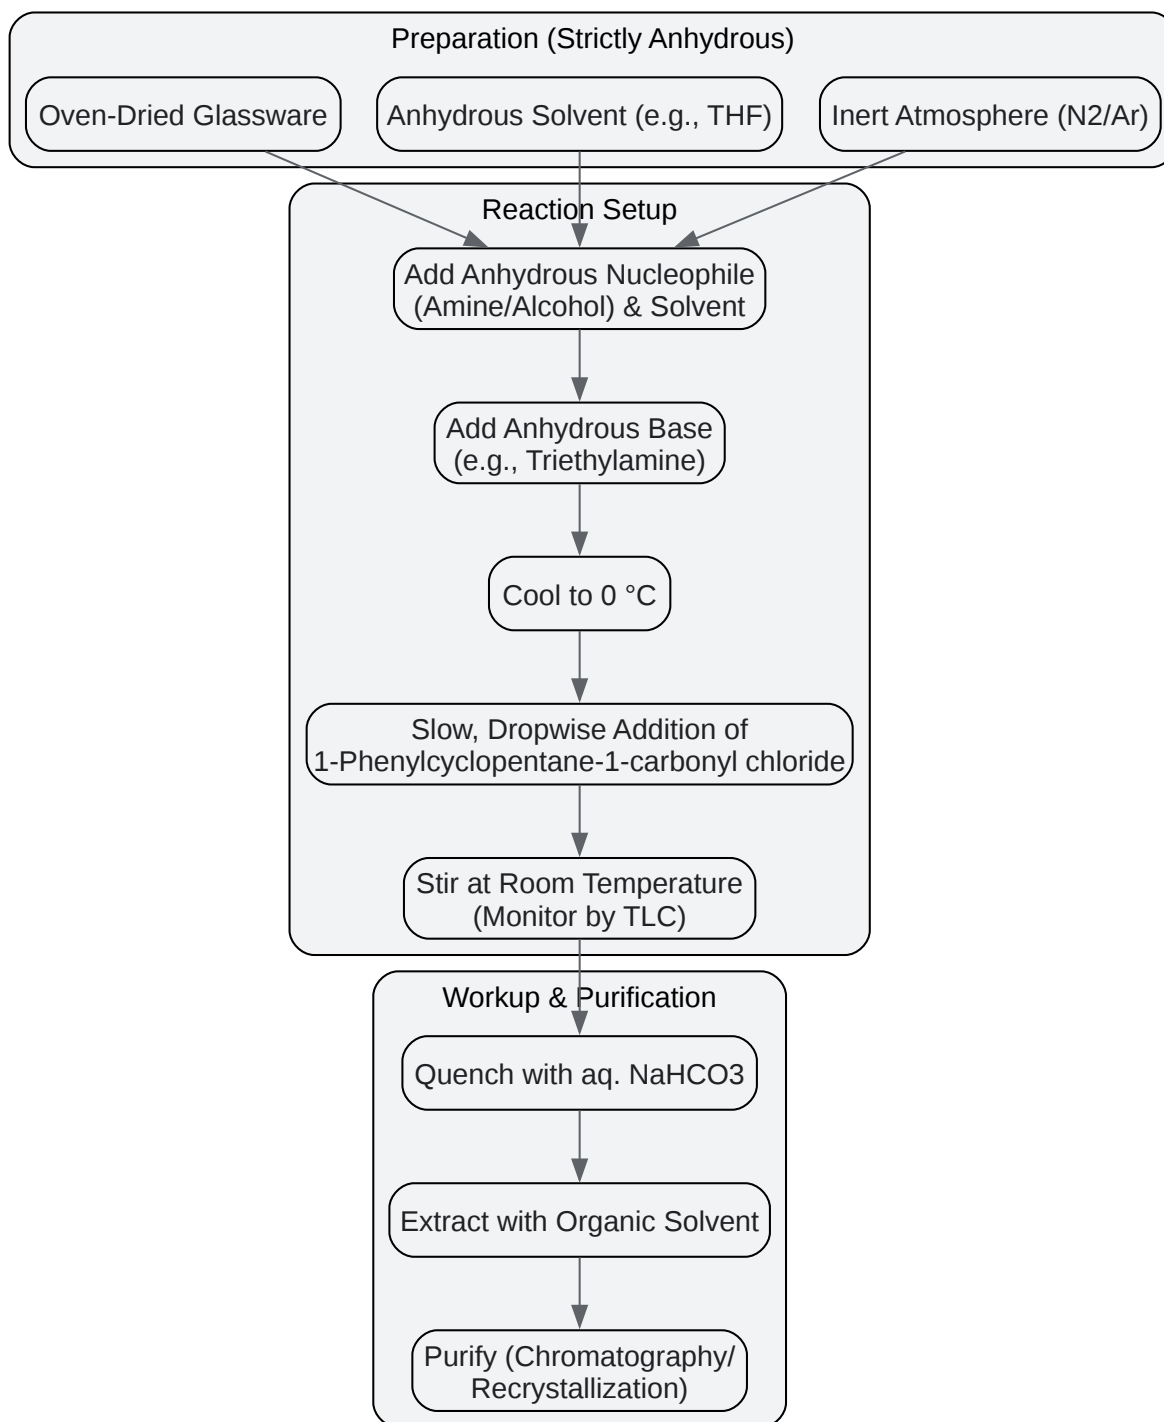 Preparation (Strictly Anhydrous)
Oven-Dried Glassware
Anhydrous Solvent (e.g., THF)
Inert Atmosphere (N2/Ar)
Reaction Setup
Add Anhydrous Nucleophile
(Amine/Alcohol) & Solvent
Add Anhydrous Base
(e.g., Triethylamine)
Cool to 0 °C
Slow, Dropwise Addition of
1-Phenylcyclopentane-1-carbonyl chloride
Stir at Room Temperature
(Monitor by TLC)
Workup & Purification
Quench with aq. NaHCO3
Extract with Organic Solvent
Purify (Chromatography/
Recrystallization)